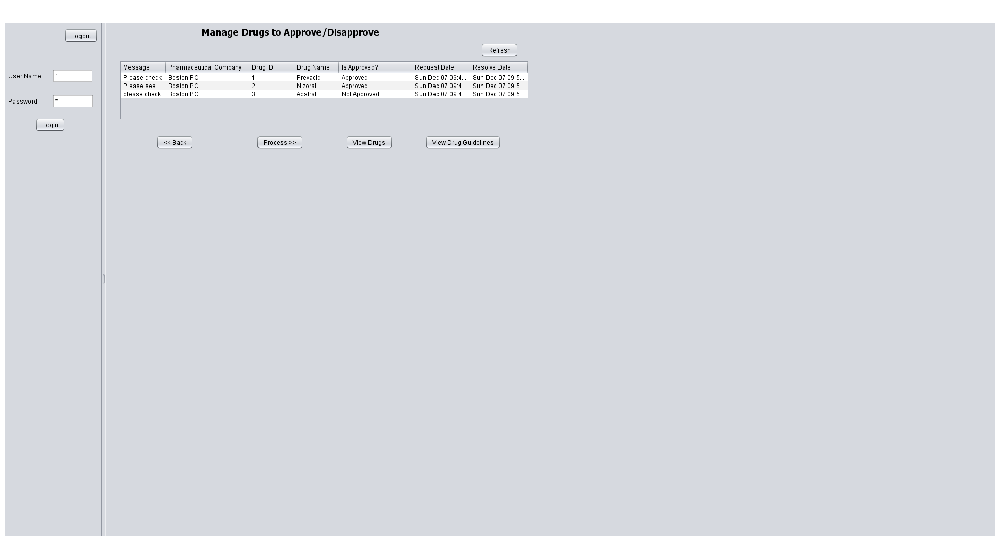 Logout
Manage Drugs to Approve/Disapprove
Refresh
User Name: f
Password: *
Login
Message Pharmaceutical Company Drug ID Drug Name Is Approved? Request Date Resolve Date
Please check Boston PC 1 Prevacid Approved Sun Dec 07 09:4... Sun Dec 07 09:5...
Please see ... Boston PC 2 Nizoral Approved Sun Dec 07 09:4... Sun Dec 07 09:5...
please check Boston PC 3 Abstral Not Approved Sun Dec 07 09:4... Sun Dec 07 09:5...
<< Back Process >> View Drugs View Drug Guidelines